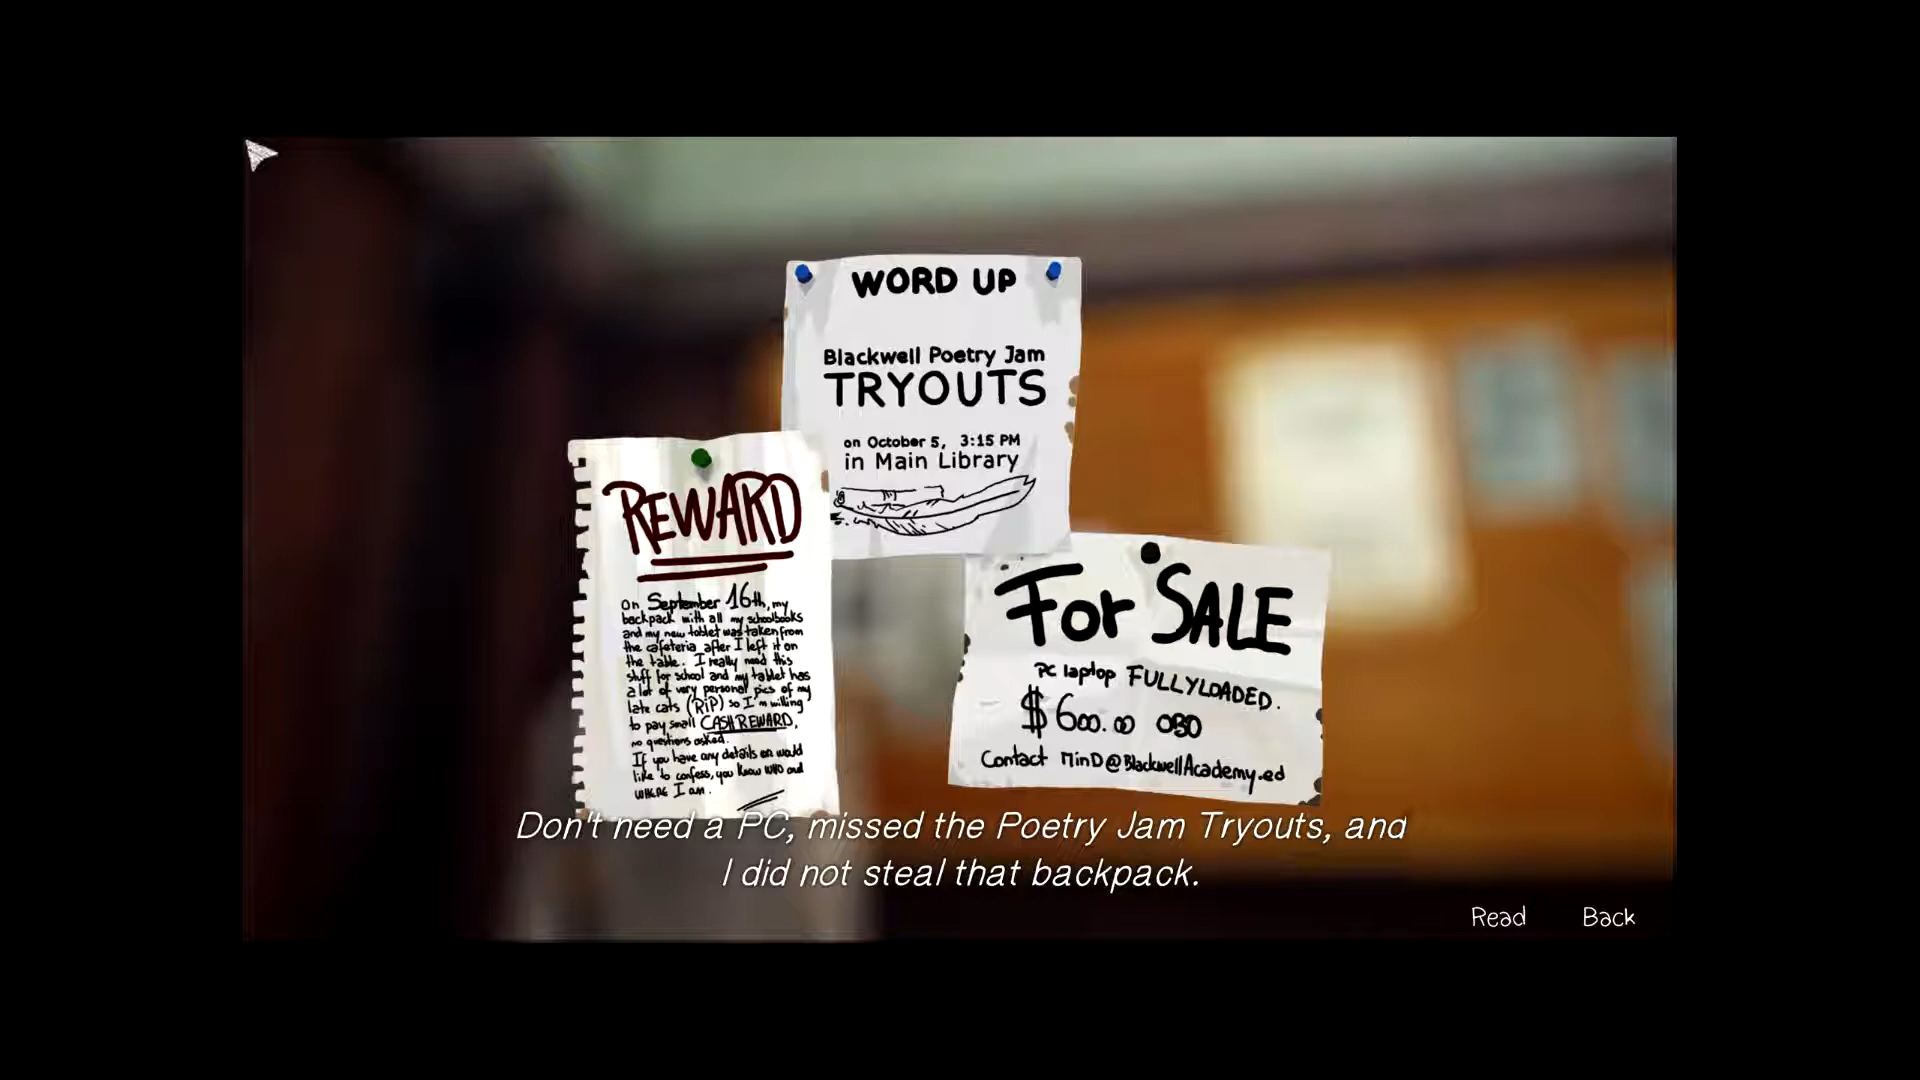 WORD UP
Blackwell Poetry Jam
TRYOUTS
on October 5, 3:15 PM
in Main Library
REWARD
On September 16th, my
backpack with all my schoolbooks
and my new tablet was taken from
the cafeteria after I left it on
the table. I really need this
stuff for school and my tablet has
a lot of very personal pics of my
late cats (RiP) so I'm willing
to pay small CASH REWARD,
no questions asked.
If you have any details or would
like to confess, you know WHO and
WHERE I am.
For SALE
PC laptop FULLYLOADED.
$600.00 OBO
Contact MinD@BlackwellAcademy.ed
Don't need a PC, missed the Poetry Jam Tryouts, and
I did not steal that backpack.
Read Back